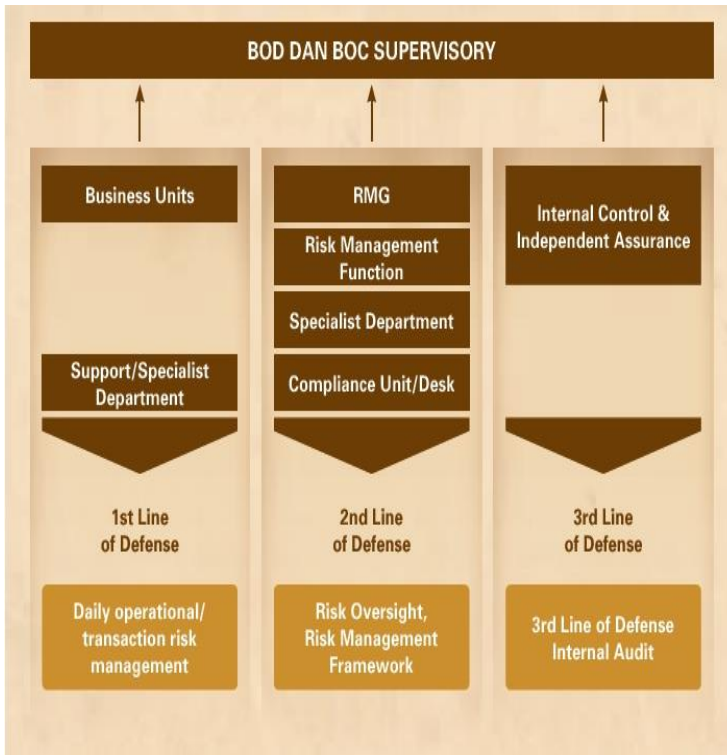 BOD DAN BOC SUPERVISORY
Business Units
Support/Specialist
Department
1st Line
of Defense
Daily operational/
transaction risk
management
RMG
Risk Management
Function
Specialist Department
Compliance Unit/Desk
2nd Line
of Defense
Risk Oversight,
Risk Management
Framework
Internal Control &
Independent Assurance
3rd Line
of Defense
3rd Line of Defense
Internal Audit